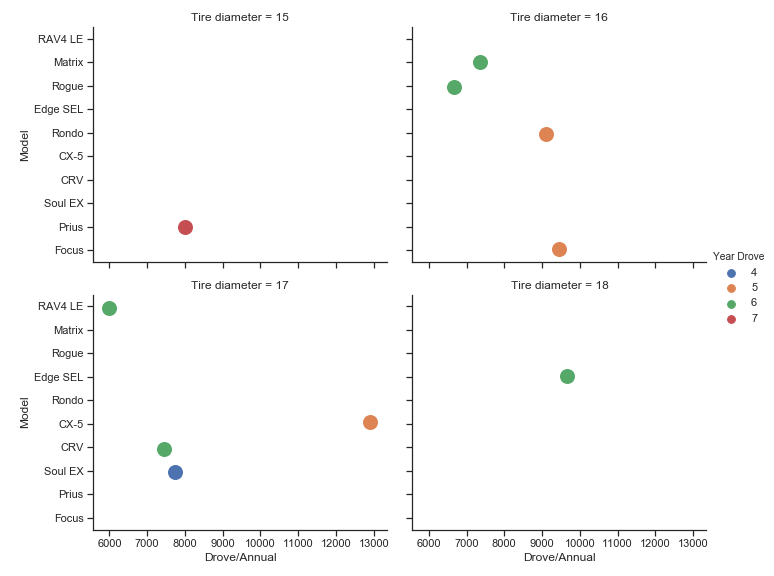 Tire diameter = 15
Tire diameter = 16
RAV4 LE
Matrix
Rogue
Edge SEL
Rondo
CX-5
CRV
Soul EX
Prius
Focus
Model
Year Drove
4
5
6
7
Tire diameter = 17
Tire diameter = 18
RAV4 LE
Matrix
Rogue
Edge SEL
Rondo
CX-5
CRV
Soul EX
Prius
Focus
Model
6000 7000 8000 9000 10000 11000 12000 13000
6000 7000 8000 9000 10000 11000 12000 13000
Drove/Annual
Drove/Annual